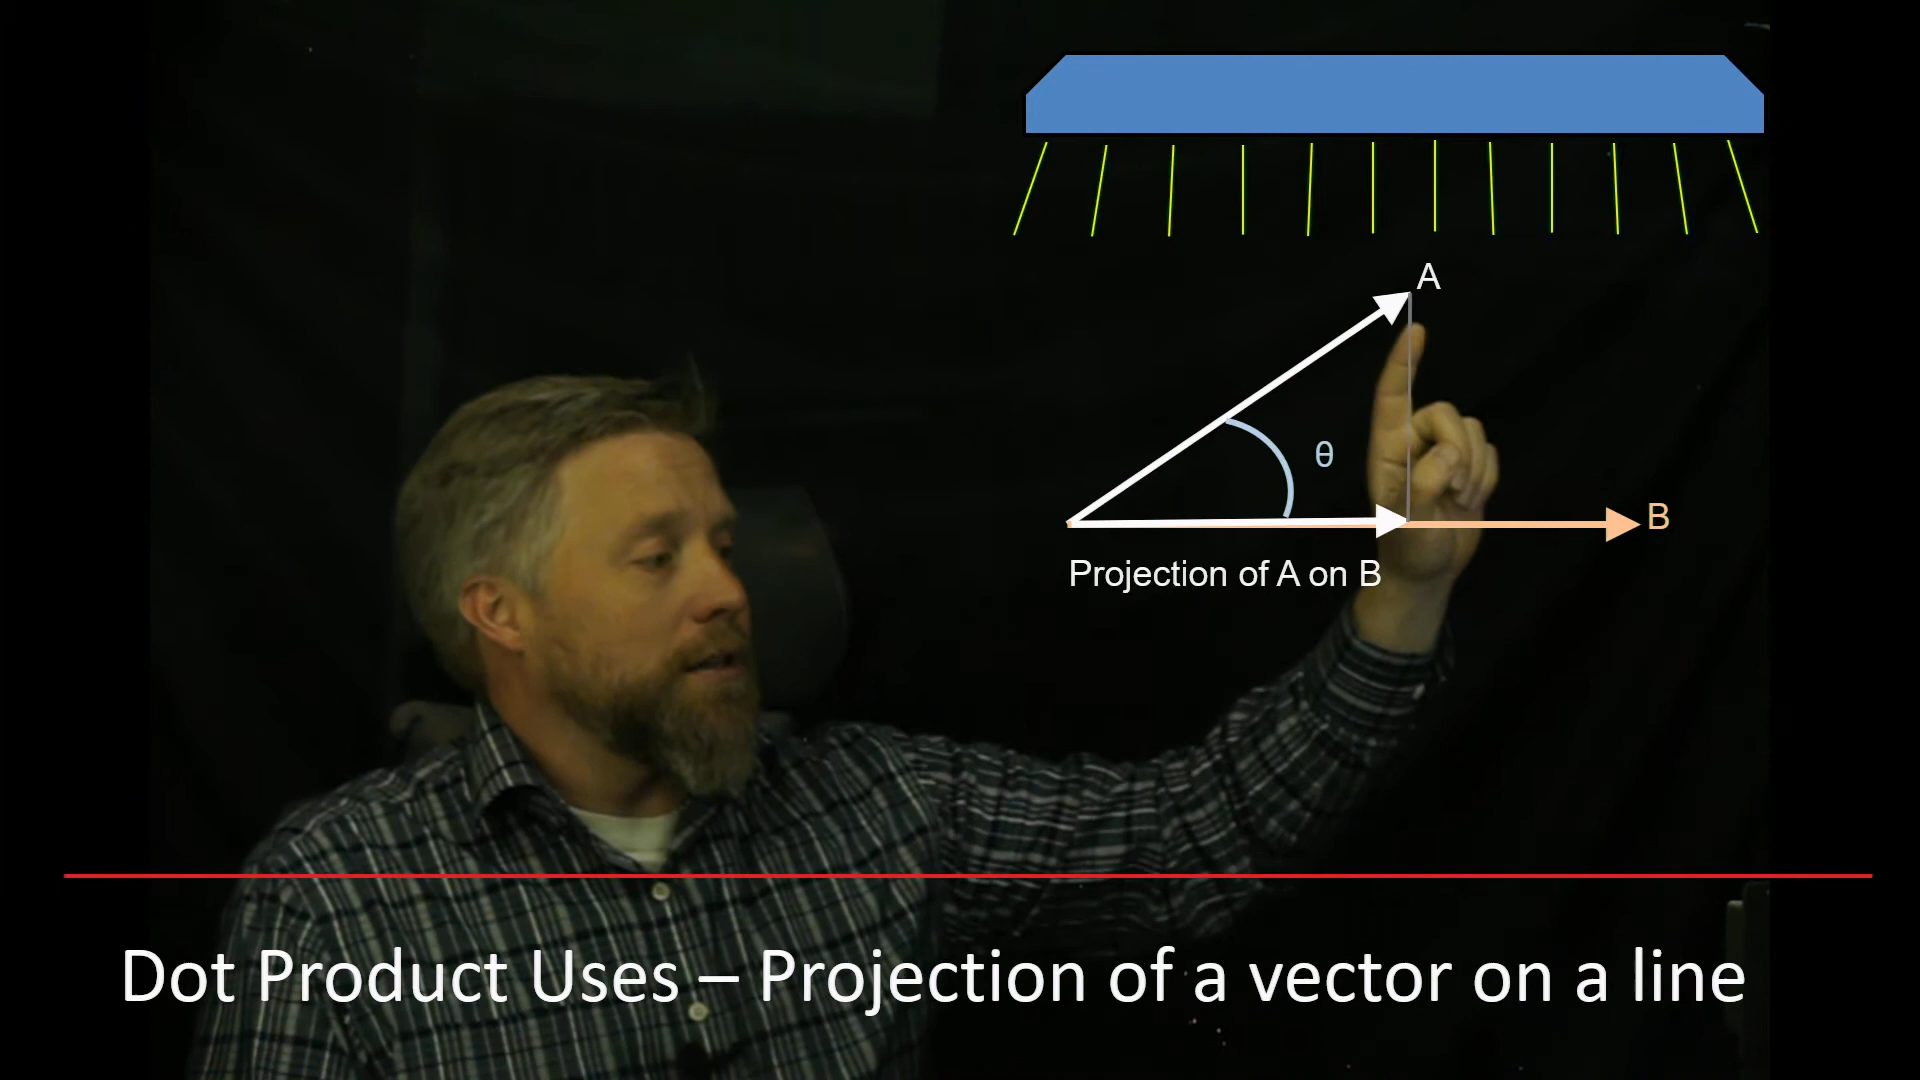 A
θ
B
Projection of A on B
Dot Product Uses – Projection of a vector on a line